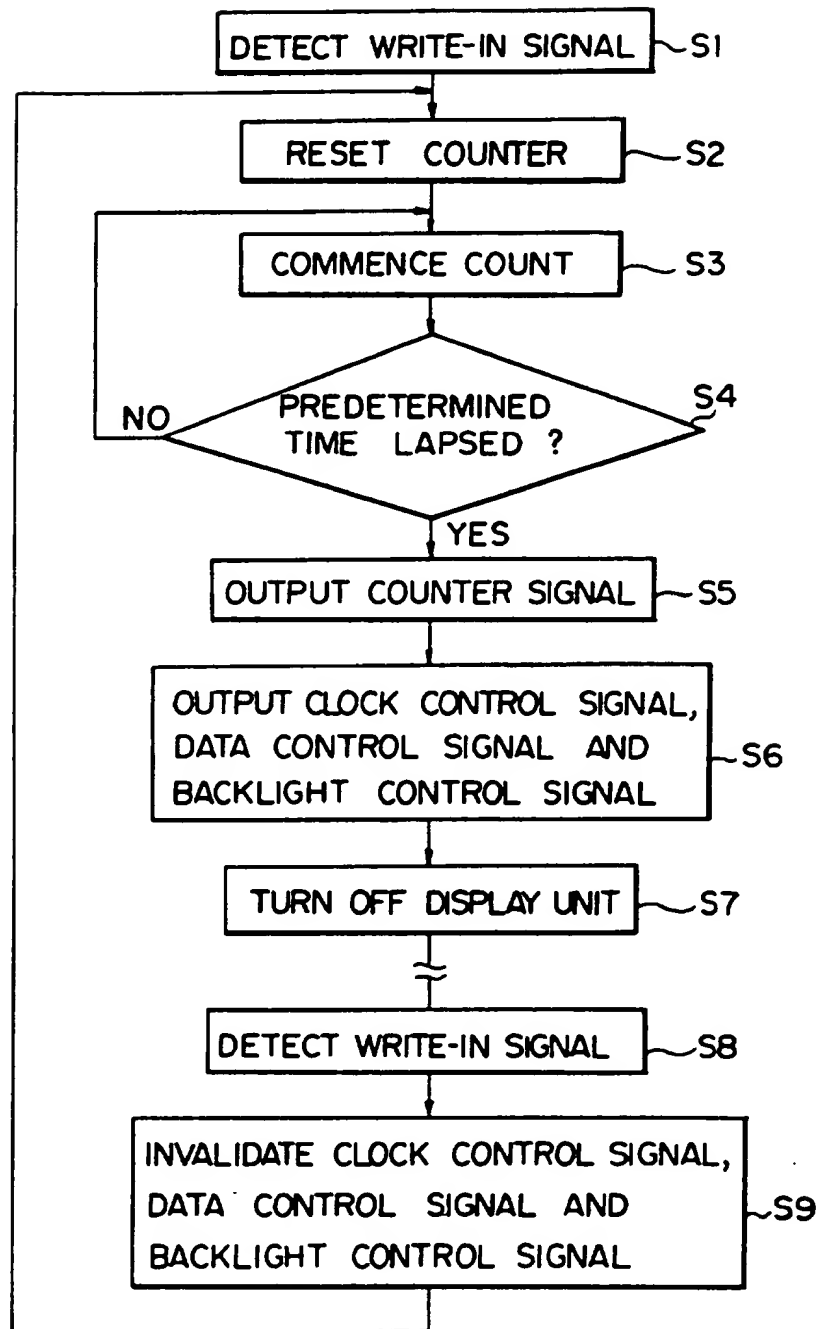 DETECT WRITE-IN SIGNAL S1
RESET COUNTER S2
COMMENCE COUNT S3
S4
NO
PREDETERMINED
TIME LAPSED ?
YES
OUTPUT COUNTER SIGNAL S5
OUTPUT CLOCK CONTROL SIGNAL,
DATA CONTROL SIGNAL AND
BACKLIGHT CONTROL SIGNAL
S6
TURN OFF DISPLAY UNIT S7
DETECT WRITE-IN SIGNAL S8
INVALIDATE CLOCK CONTROL SIGNAL,
DATA CONTROL SIGNAL AND
BACKLIGHT CONTROL SIGNAL
S9